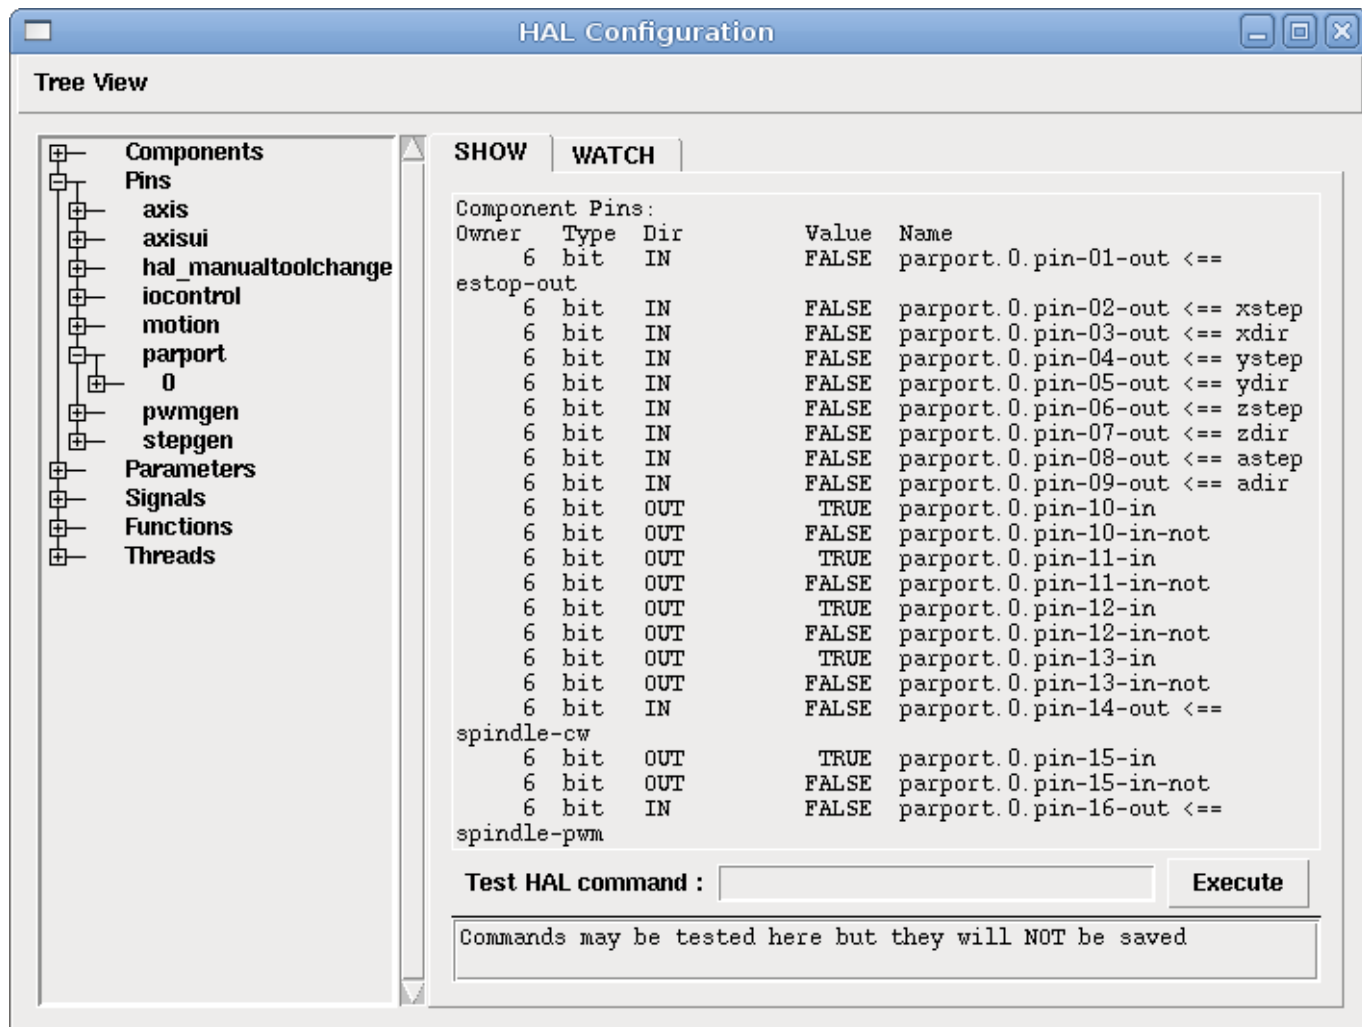 HAL Configuration
Tree View
Components
Pins
axis
axisui
hal_manualtoolchange
iocontrol
motion
parport
0
pwmgen
stepgen
Parameters
Signals
Functions
Threads
SHOW WATCH
Component Pins:
Owner Type Dir Value Name
6 bit IN FALSE parport.0.pin-01-out <==
estop-out
6 bit IN FALSE parport.0.pin-02-out <== xstep
6 bit IN FALSE parport.0.pin-03-out <== xdir
6 bit IN FALSE parport.0.pin-04-out <== ystep
6 bit IN FALSE parport.0.pin-05-out <== ydir
6 bit IN FALSE parport.0.pin-06-out <== zstep
6 bit IN FALSE parport.0.pin-07-out <== zdir
6 bit IN FALSE parport.0.pin-08-out <== astep
6 bit IN FALSE parport.0.pin-09-out <== adir
6 bit OUT TRUE parport.0.pin-10-in
6 bit OUT FALSE parport.0.pin-10-in-not
6 bit OUT TRUE parport.0.pin-11-in
6 bit OUT FALSE parport.0.pin-11-in-not
6 bit OUT TRUE parport.0.pin-12-in
6 bit OUT FALSE parport.0.pin-12-in-not
6 bit OUT TRUE parport.0.pin-13-in
6 bit OUT FALSE parport.0.pin-13-in-not
6 bit IN FALSE parport.0.pin-14-out <==
spindle-cw
6 bit OUT TRUE parport.0.pin-15-in
6 bit OUT FALSE parport.0.pin-15-in-not
6 bit IN FALSE parport.0.pin-16-out <==
spindle-pwm
Test HAL command : Execute
Commands may be tested here but they will NOT be saved